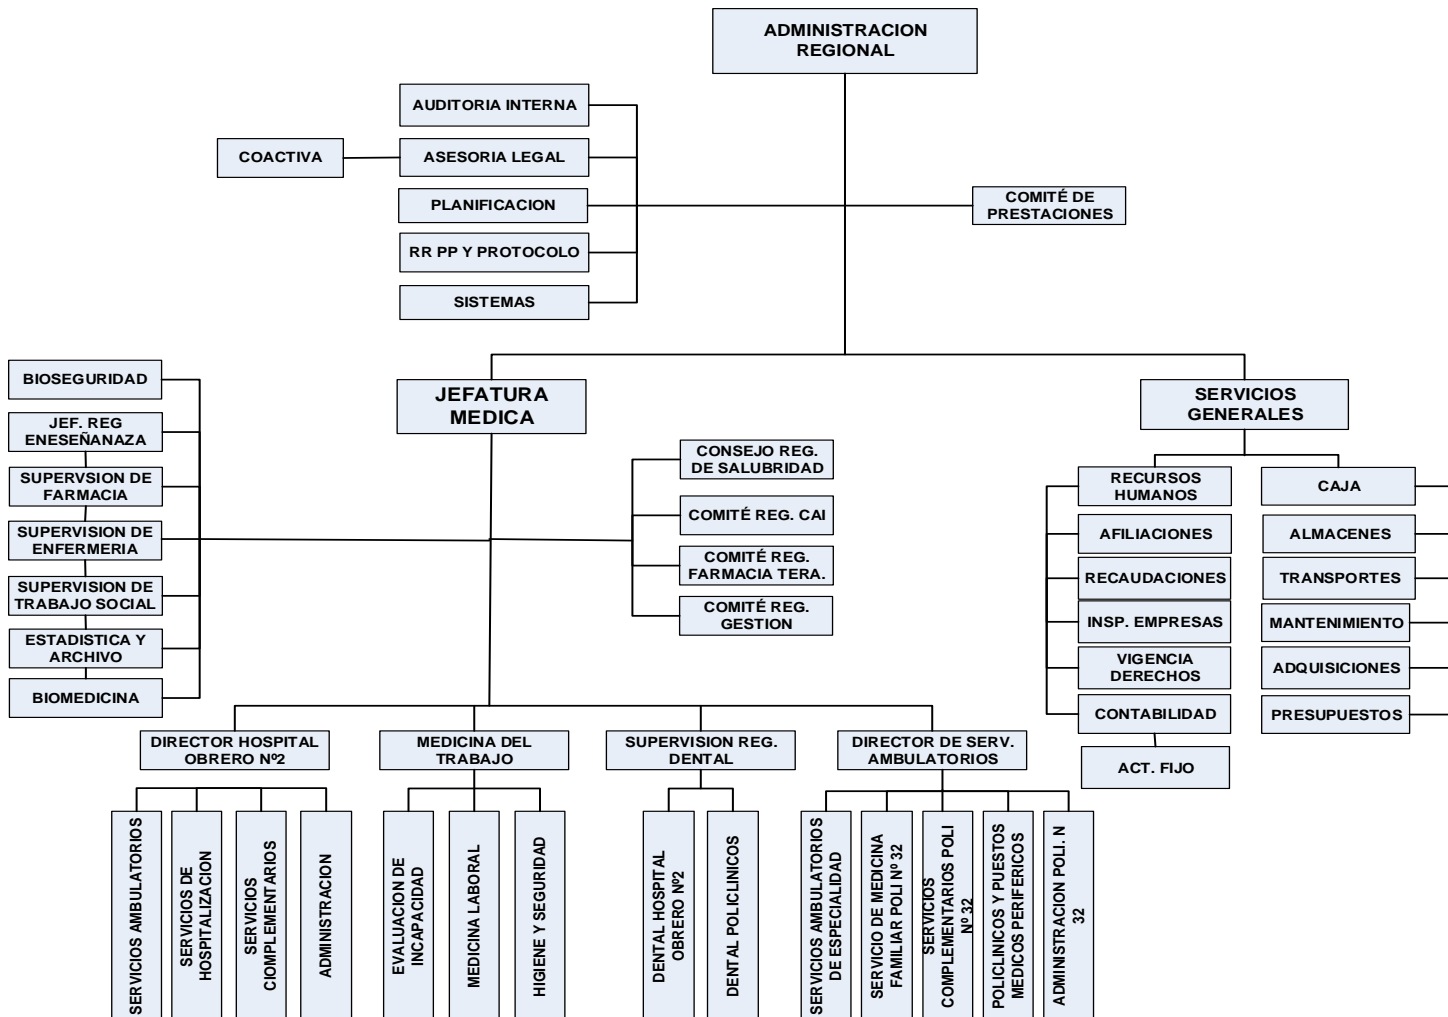 ADMINISTRACION
REGIONAL
AUDITORIA INTERNA
COACTIVA
ASESORIA LEGAL
PLANIFICACION
COMITÉ DE
PRESTACIONES
RR PP Y PROTOCOLO
SISTEMAS
JEFATURA
MEDICA
SERVICIOS
GENERALES
BIOSEGURIDAD
JEF. REG
ENESEÑANAZA
SUPERVSION DE
FARMACIA
SUPERVISION DE
ENFERMERIA
SUPERVISION DE
TRABAJO SOCIAL
ESTADISTICA Y
ARCHIVO
BIOMEDICINA
CONSEJO REG.
DE SALUBRIDAD
COMITÉ REG. CAI
COMITÉ REG.
FARMACIA TERA.
COMITÉ REG.
GESTION
RECURSOS
HUMANOS
AFILIACIONES
RECAUDACIONES
INSP. EMPRESAS
VIGENCIA
DERECHOS
CONTABILIDAD
ACT. FIJO
CAJA
ALMACENES
TRANSPORTES
MANTENIMIENTO
ADQUISICIONES
PRESUPUESTOS
DIRECTOR HOSPITAL
OBRERO Nº2
MEDICINA DEL
TRABAJO
SUPERVISION REG.
DENTAL
DIRECTOR DE SERV.
AMBULATORIOS
SERVICIOS AMBULATORIOS
SERVICIOS DE
HOSPITALIZACION
SERVICIOS
CIOMPLEMENTARIOS
ADMINISTRACION
EVALUACION DE
INCAPACIDAD
MEDICINA LABORAL
HIGIENE Y SEGURIDAD
DENTAL HOSPITAL
OBRERO Nº2
DENTAL POLICLINICOS
SERVICIOS AMBULATORIOS
DE ESPECIALIDAD
SERVICIO DE MEDICINA
FAMILIAR POLI Nº 32
SERVICIOS
COMPLEMENTARIOS POLI
Nº 32
POLICLINICOS Y PUESTOS
MEDICOS PERIFERICOS
ADMINISTRACION POLI. N
32